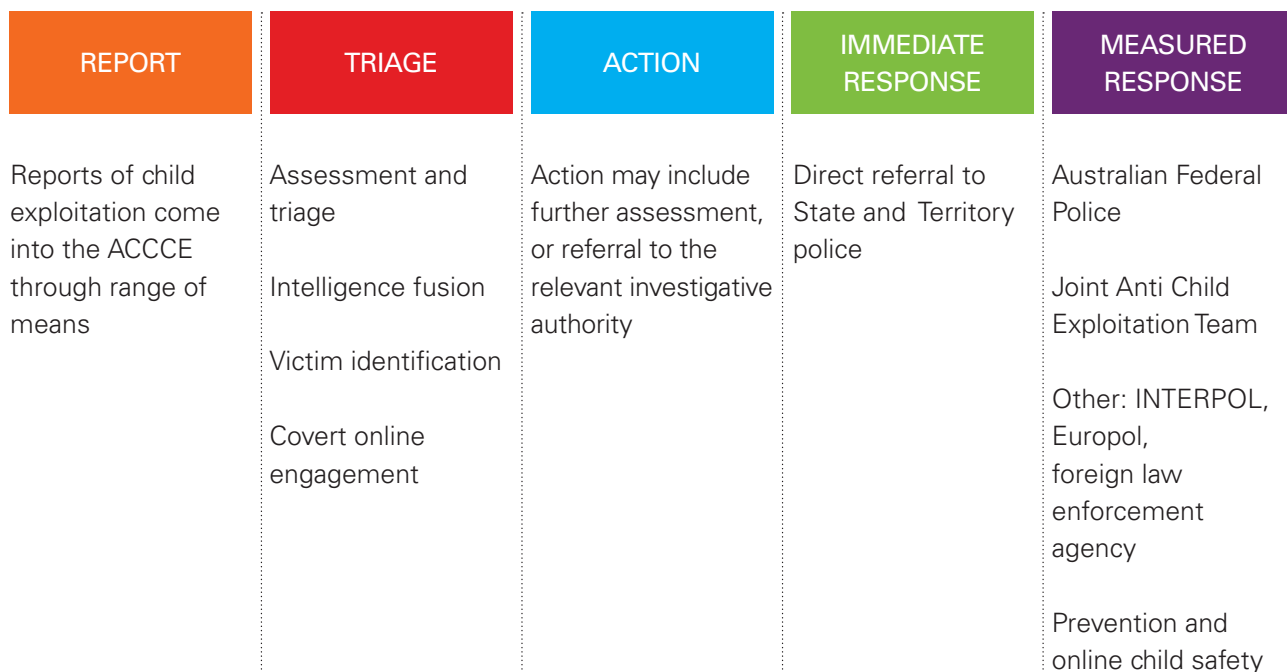 REPORT
Reports of child
exploitation come
into the ACCCE
through range of
means
TRIAGE
Assessment and
triage
Intelligence fusion
Victim identification
Covert online
engagement
ACTION
Action may include
further assessment,
or referral to the
relevant investigative
authority
IMMEDIATE
RESPONSE
Direct referral to
State and Territory
police
MEASURED
RESPONSE
Australian Federal
Police
Joint Anti Child
Exploitation Team
Other: INTERPOL,
Europol,
foreign law
enforcement
agency
Prevention and
online child safety